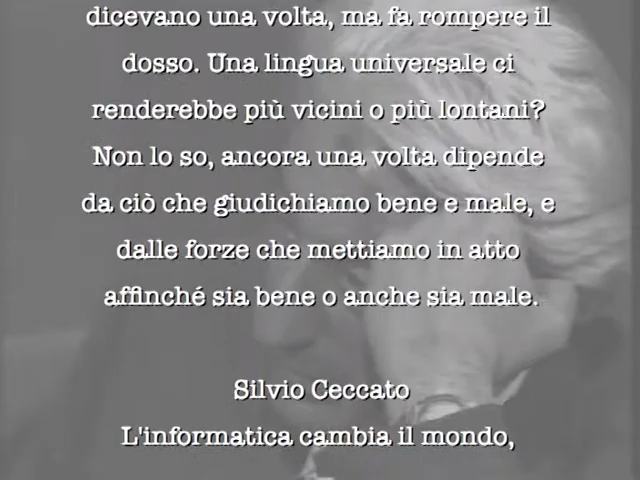 dicevano una volta, ma fa rompere il
dosso. Una lingua universale ci
renderebbe più vicini o più lontani?
Non lo so, ancora una volta dipende
da ciò che giudichiamo bene e male, e
dalle forze che mettiamo in atto
affinché sia bene o anche sia male.
Silvio Ceccato
L'informatica cambia il mondo,